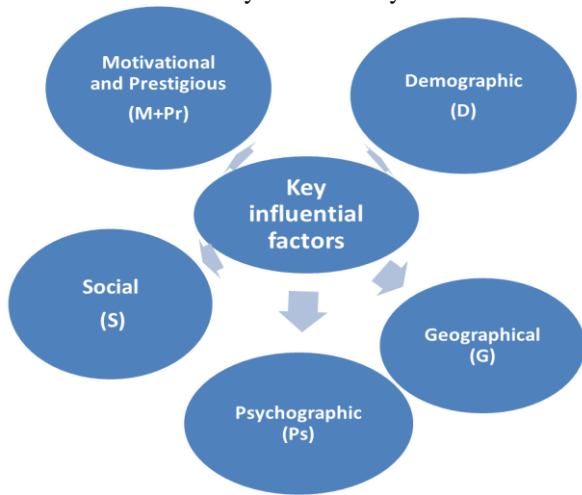 Motivational
and Prestigious
(M+Pr)
Demographic
(D)
Key
influential
factors
Social
(S)
Geographical
(G)
Psychographic
(Ps)